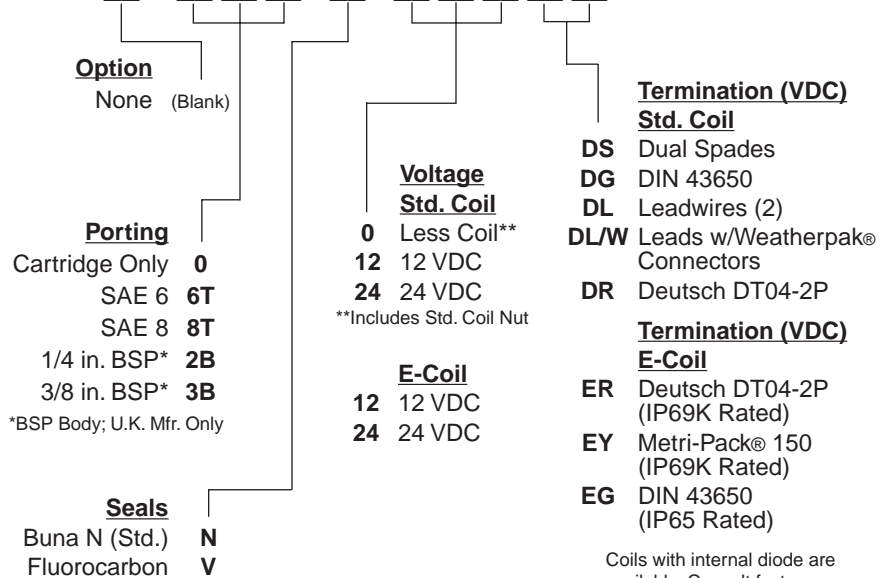 Option
None (Blank)
Porting
Cartridge Only 0
SAE 6 6T
SAE 8 8T
1/4 in. BSP* 2B
3/8 in. BSP* 3B
*BSP Body; U.K. Mfr. Only
Seals
Buna N (Std.) N
Fluorocarbon V
Voltage
Std. Coil
0 Less Coil**
12 12 VDC
24 24 VDC
**Includes Std. Coil Nut
E-Coil
12 12 VDC
24 24 VDC
Termination (VDC)
Std. Coil
DS Dual Spades
DG DIN 43650
DL Leadwires (2)
DL/W Leads w/Weatherpak®
Connectors
DR Deutsch DT04-2P
Termination (VDC)
E-Coil
ER Deutsch DT04-2P
(IP69K Rated)
EY Metri-Pack® 150
(IP69K Rated)
EG DIN 43650
(IP65 Rated)
Coils with internal diode are